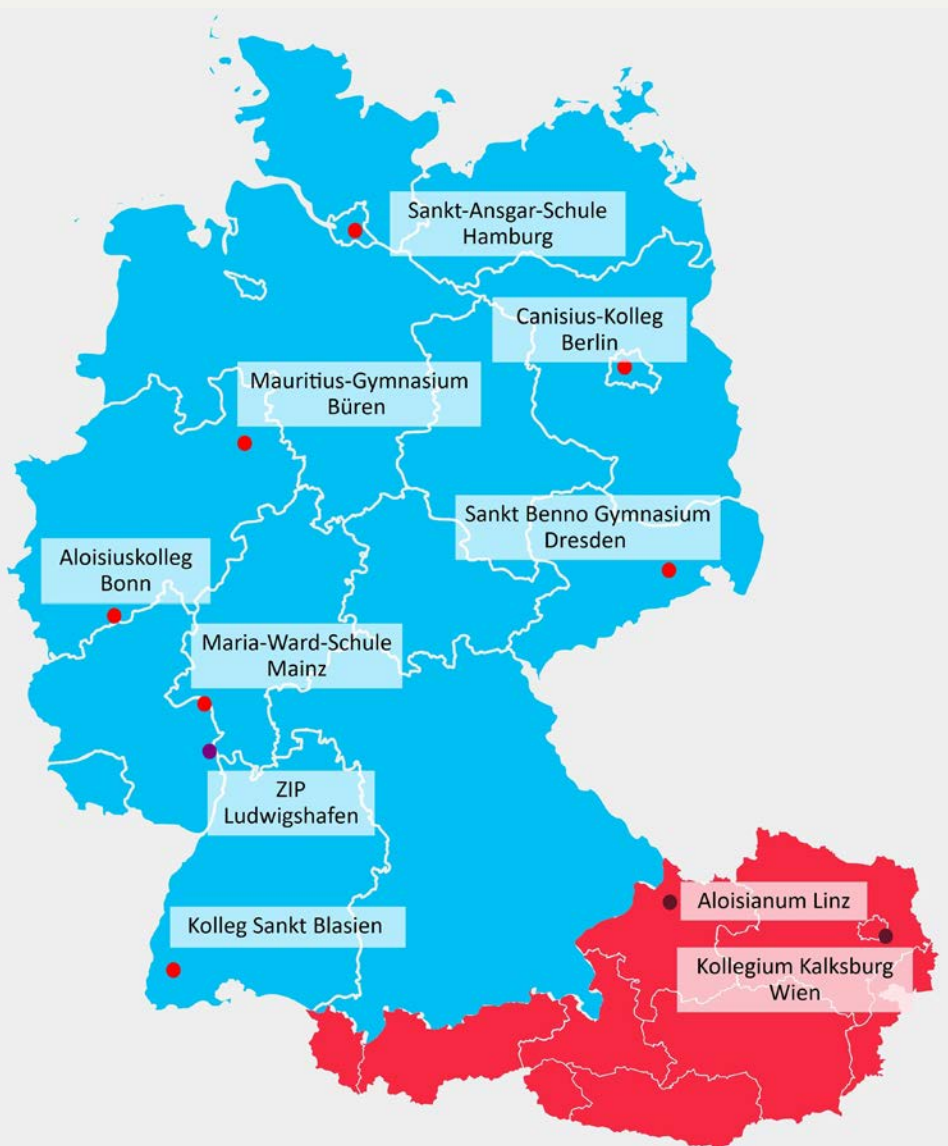 Sankt-Ansgar-Schule
Hamburg
Canisius-Kolleg
Berlin
Mauritius-Gymnasium
Büren
Sankt Benno Gymnasium
Dresden
Aloisiuskolleg
Bonn
Maria-Ward-Schule
Mainz
ZIP
Ludwigshafen
Aloisianum Linz
Kolleg Sankt Blasien
Kollegium Kalksburg
Wien